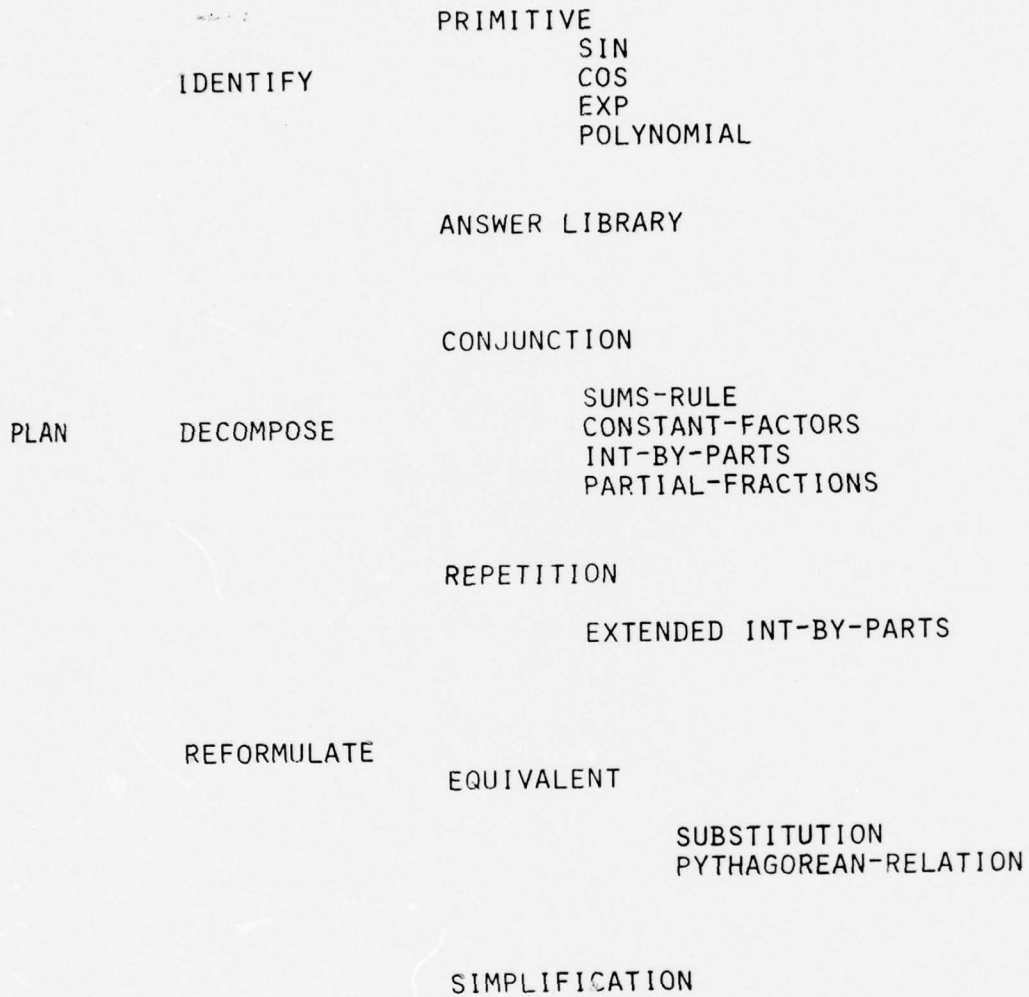 PRIMITIVE
SIN
IDENTIFY COS
EXP
POLYNOMIAL
ANSWER LIBRARY
CONJUNCTION
SUMS-RULE
PLAN DECOMPOSE CONSTANT-FACTORS
INT-BY-PARTS
PARTIAL-FRACTIONS
REPETITION
EXTENDED INT-BY-PARTS
REFORMULATE
EQUIVALENT
SUBSTITUTION
PYTHAGOREAN-RELATION
SIMPLIFICATION